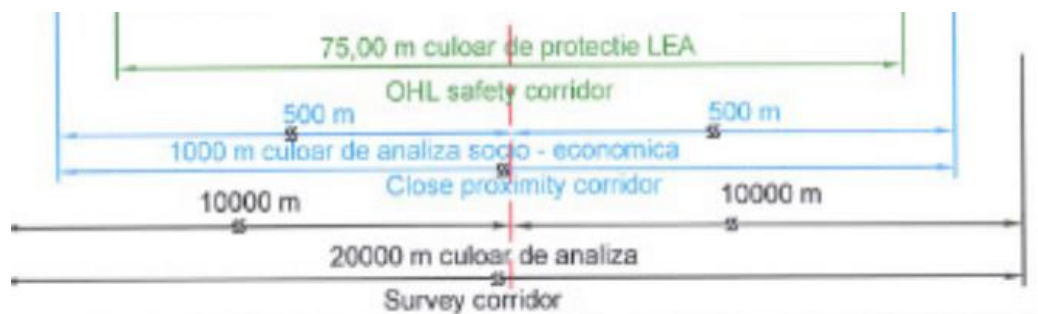 75,00 m culoar de protectie LEA
OHL safety corridor
500 m 500 m
1000 m culoar de analiza socio - economica
Close proximity corridor
10000 m 10000 m
20000 m culoar de analiza
Survey corridor